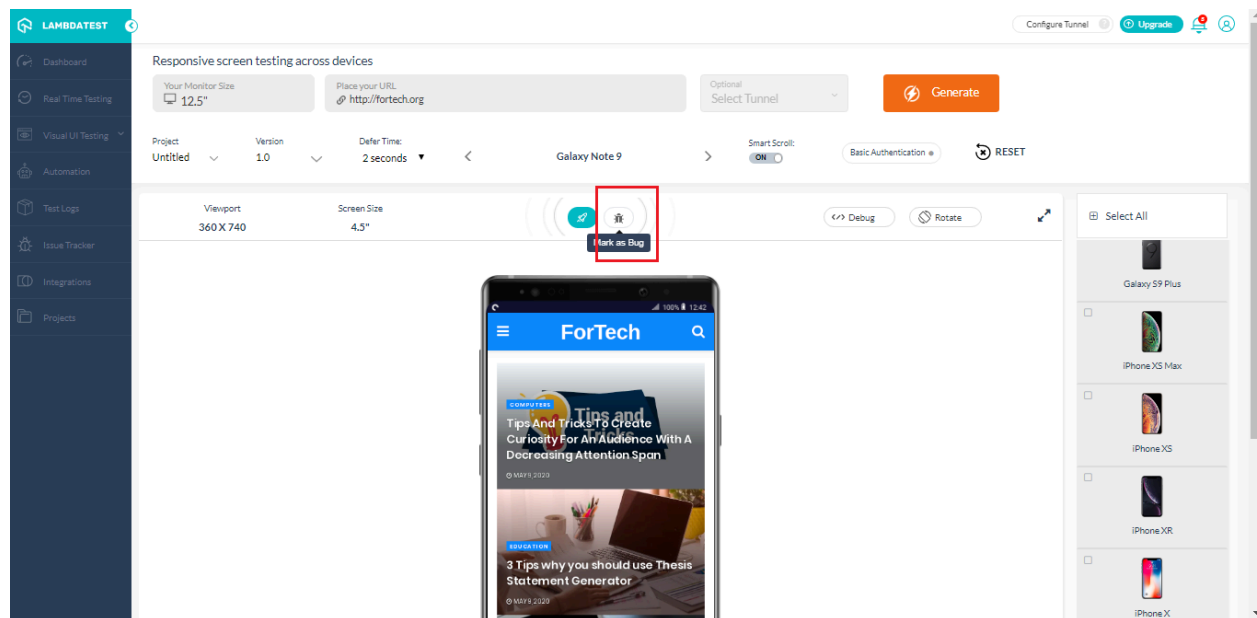 LAMBDATEST
Configure Tunnel
Upgrade
Dashboard
Real Time Testing
Visual UI Testing
Automation
Test Logs
Issue Tracker
Integrations
Projects
Responsive screen testing across devices
Your Monitor Size
12.5"
Place your URL
http://fortech.org
Optional
Select Tunnel
Generate
Project
Untitled
Version
1.0
Defer Time:
2 seconds
Galaxy Note 9
Smart Scroll:
ON
Basic Authentication
RESET
Viewport
360 X 740
Screen Size
4.5"
Mark as Bug
Debug
Rotate
Select All
100% 12:42
ForTech
COMPUTERS
Tips and
Tricks
Tips And Tricks To Create
Curiosity For An Audience With A
Decreasing Attention Span
MAY 9, 2020
EDUCATION
3 Tips why you should use Thesis
Statement Generator
MAY 9, 2020
Galaxy S9 Plus
iPhone XS Max
iPhone XS
iPhone XR
iPhone X